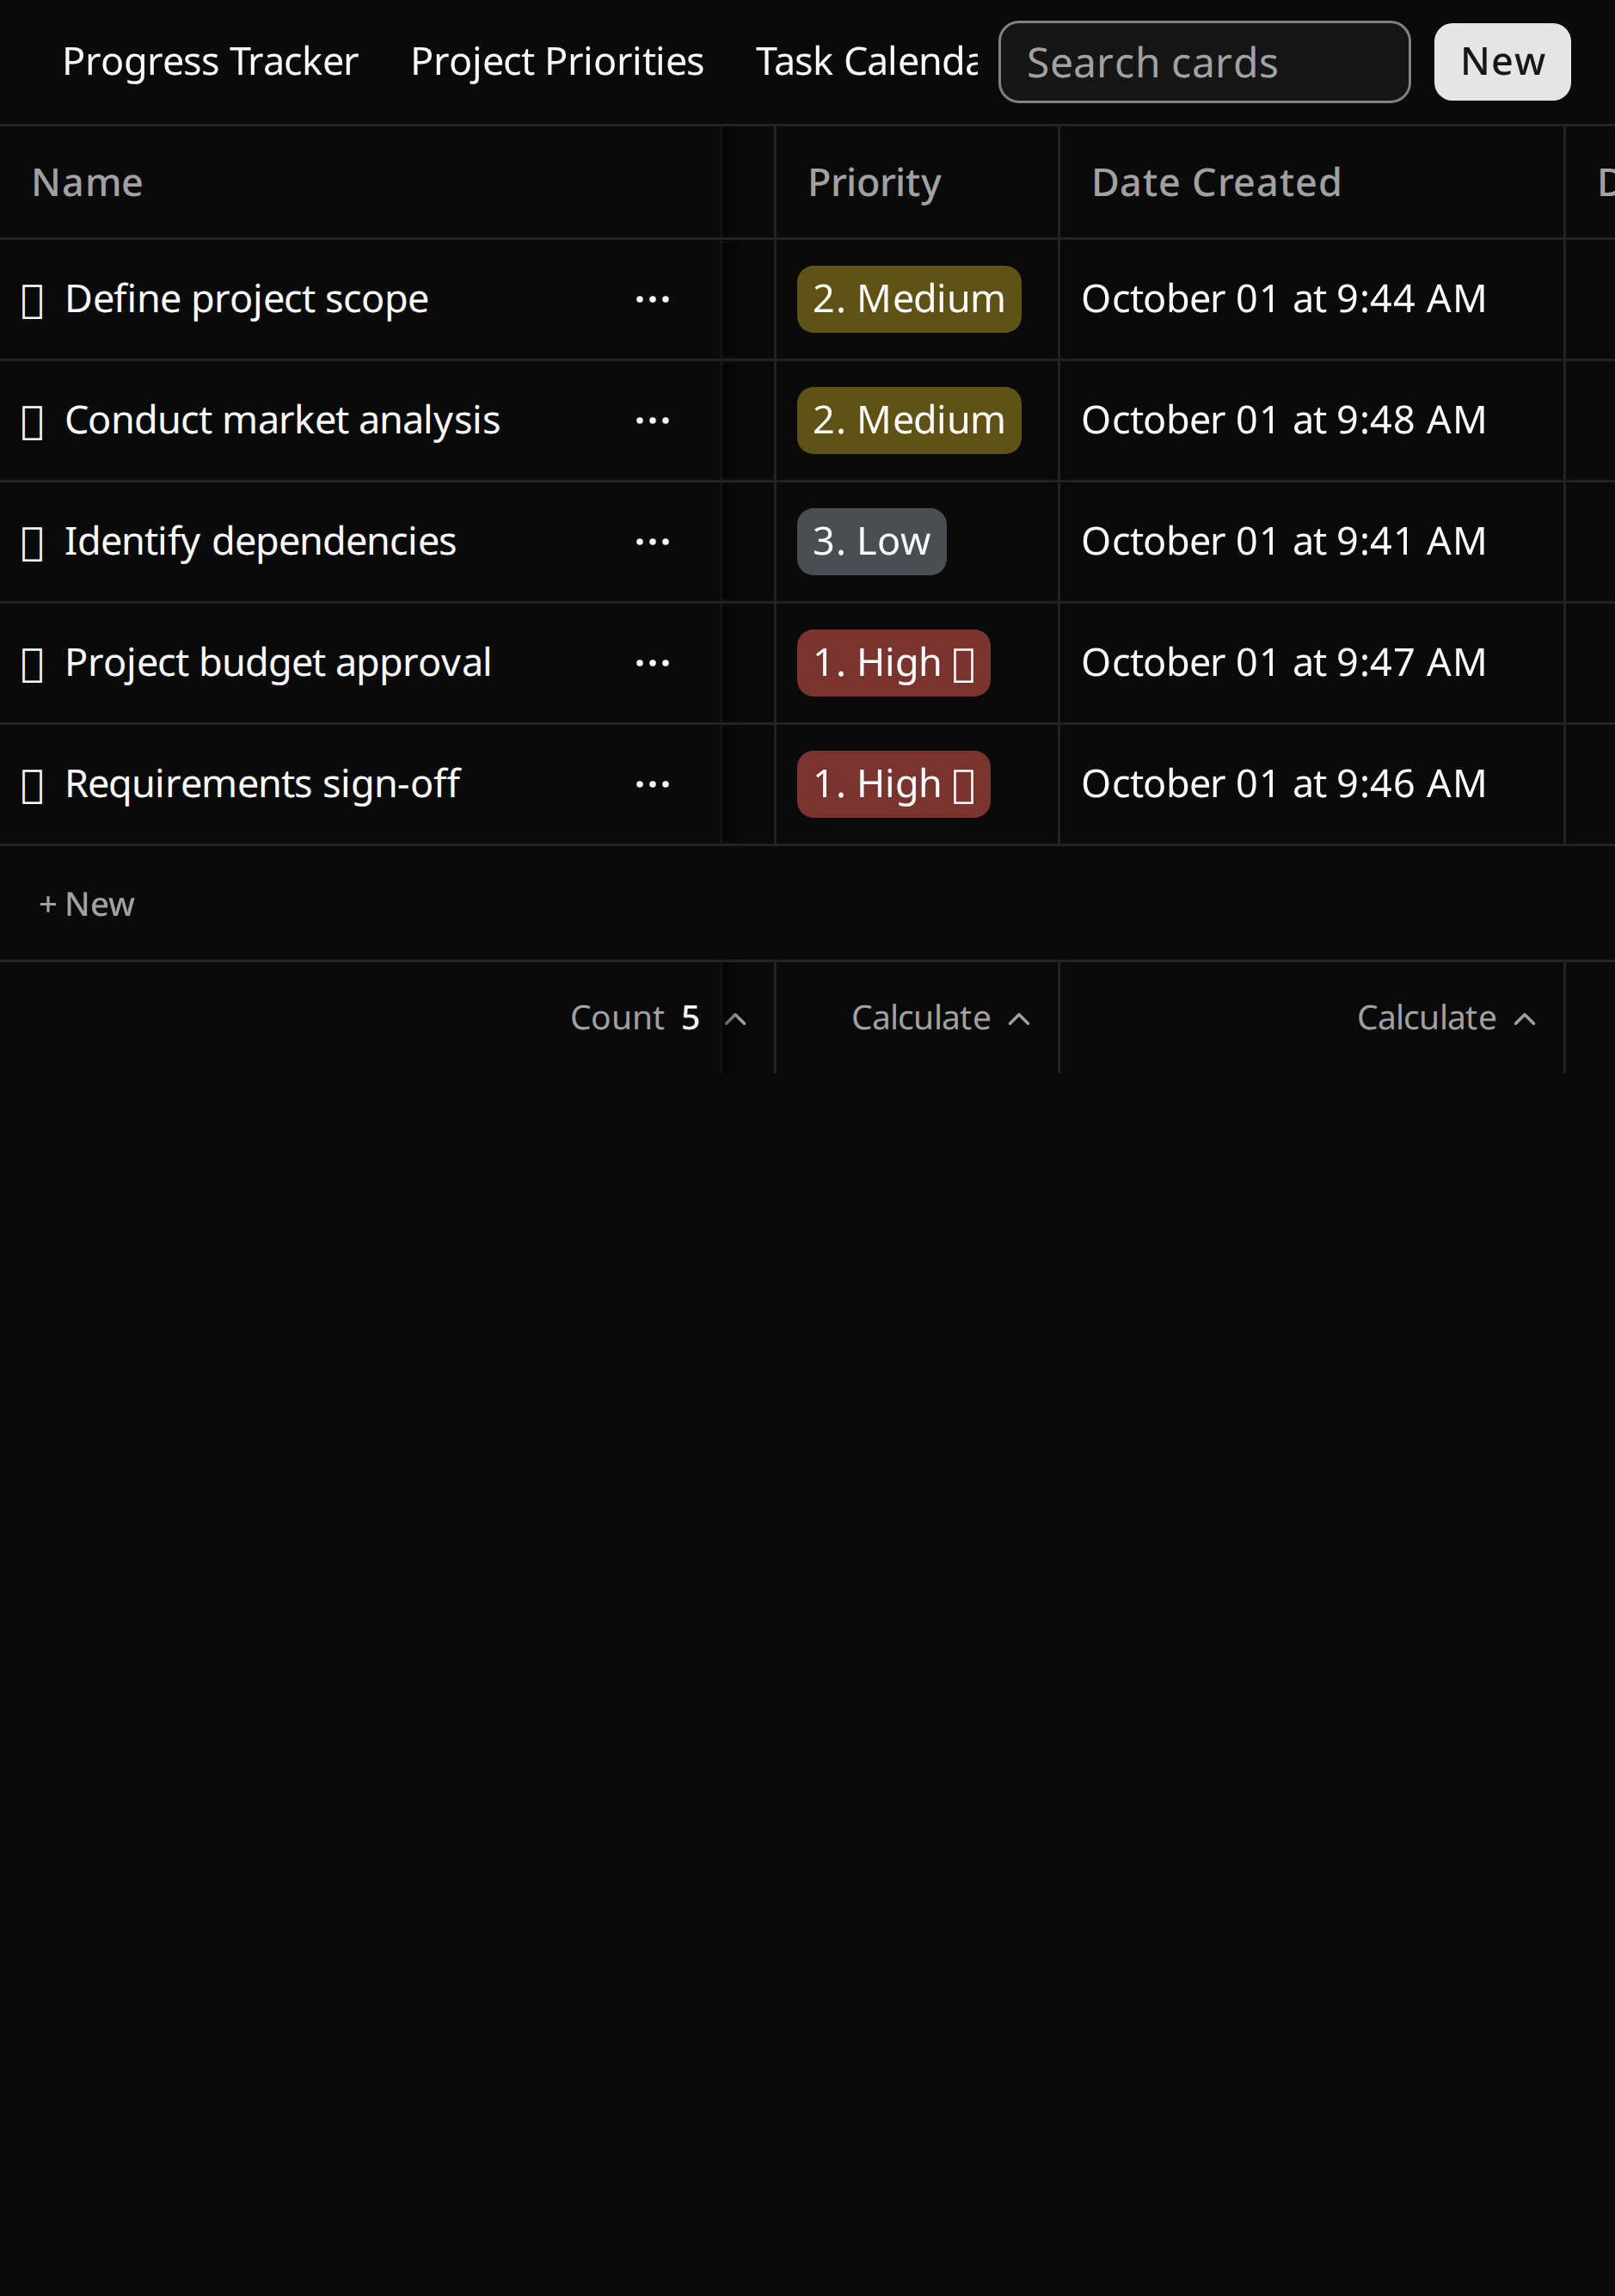 Progress Tracker Project Priorities Task Calenda Search cards New
Name Priority Date Created D
Define project scope ••• 2. Medium October 01 at 9:44 AM
Conduct market analysis ••• 2. Medium October 01 at 9:48 AM
Identify dependencies ••• 3. Low October 01 at 9:41 AM
Project budget approval ••• 1. High October 01 at 9:47 AM
Requirements sign-off ••• 1. High October 01 at 9:46 AM
+ New
Count 5 Calculate Calculate